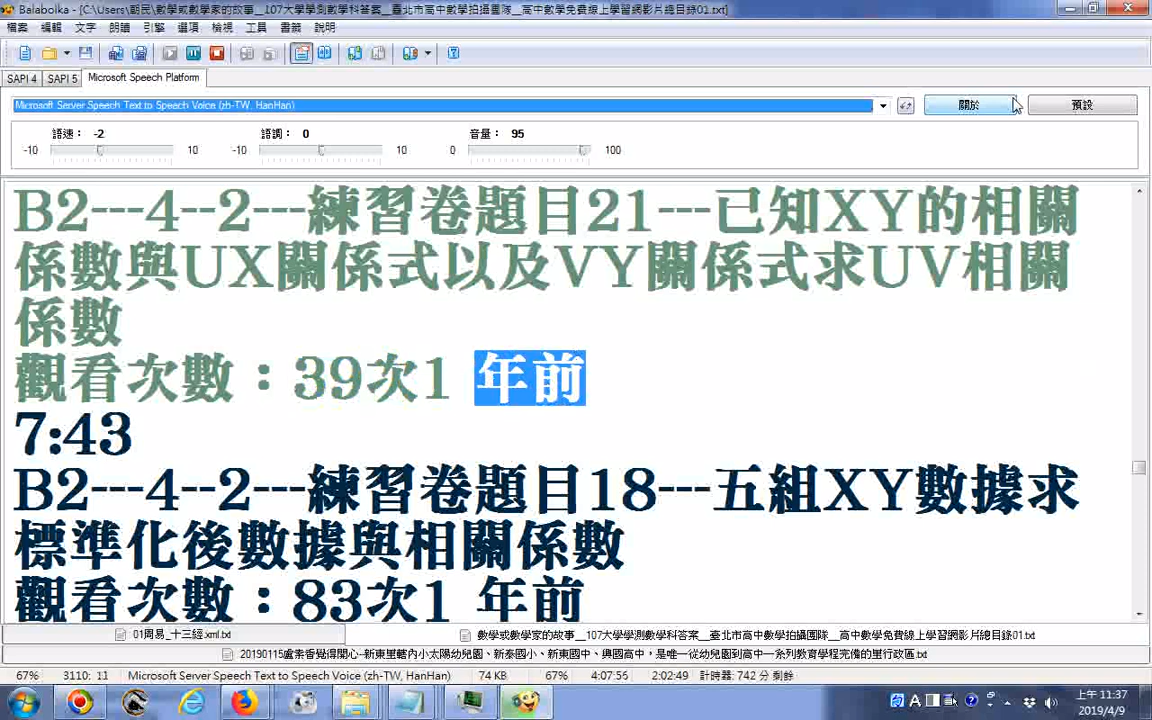 Balabolka - [C:\Users\朝民\數學或數學家的故事__107大學學測數學科答案__臺北市高中數學拍攝團隊__高中數學免費線上學習網影片總目錄01.txt]
檔案 編輯 文字 朗讀 引擎 選項 檢視 工具 書籤 說明
SAPI 4 SAPI 5 Microsoft Speech Platform
Microsoft Server Speech Text to Speech Voice (zh-TW, HanHan) 關於 預設
語速： -2 語調： 0 音量： 95
-10 10 -10 10 0 100
B2---4--2---練習卷題目21---已知XY的相關
係數與UX關係式以及VY關係式求UV相關
係數
觀看次數：39次1 年前
7:43
B2---4--2---練習卷題目18---五組XY數據求
標準化後數據與相關係數
觀看次數：83次1 年前
01周易_十三經.xml.txt 數學或數學家的故事__107大學學測數學科答案__臺北市高中數學拍攝團隊__高中數學免費線上學習網影片總目錄01.txt
20190115盧素香覺得開心--新東里轄內小太陽幼兒園、新泰國小、新東國中、興國高中，是唯一從幼兒園到高中一系列教育學程完備的里行政區.txt
67% 3110: 11 Microsoft Server Speech Text to Speech Voice (zh-TW, HanHan) 74 KB 67% 4:07:56 2:02:49 計時器: 742 分 剩餘
上午 11:37
2019/4/9